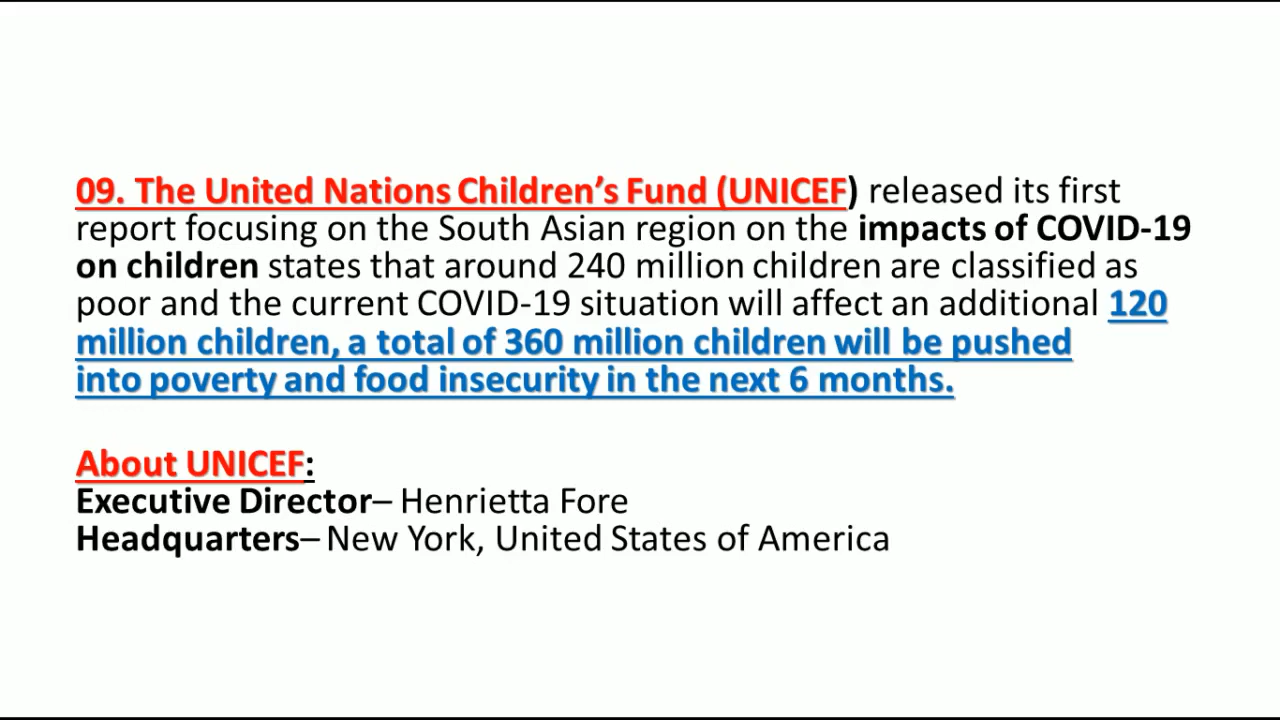 09. The United Nations Children’s Fund (UNICEF) released its first
report focusing on the South Asian region on the impacts of COVID-19
on children states that around 240 million children are classified as
poor and the current COVID-19 situation will affect an additional 120
million children, a total of 360 million children will be pushed
into poverty and food insecurity in the next 6 months.
About UNICEF:
Executive Director– Henrietta Fore
Headquarters– New York, United States of America